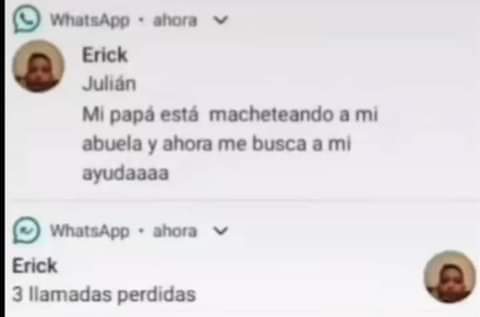 WhatsApp • ahora
Erick
Julián
Mi papá está macheteando a mi
abuela y ahora me busca a mi
ayudaaaa
WhatsApp • ahora
Erick
3 llamadas perdidas